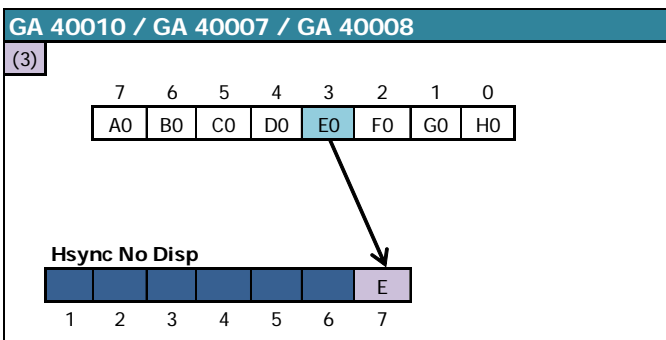 GA 40010 / GA 40007 / GA 40008
(3)
7 6 5 4 3 2 1 0
A0 B0 C0 D0 E0 F0 G0 H0
Hsync No Disp
E
1 2 3 4 5 6 7